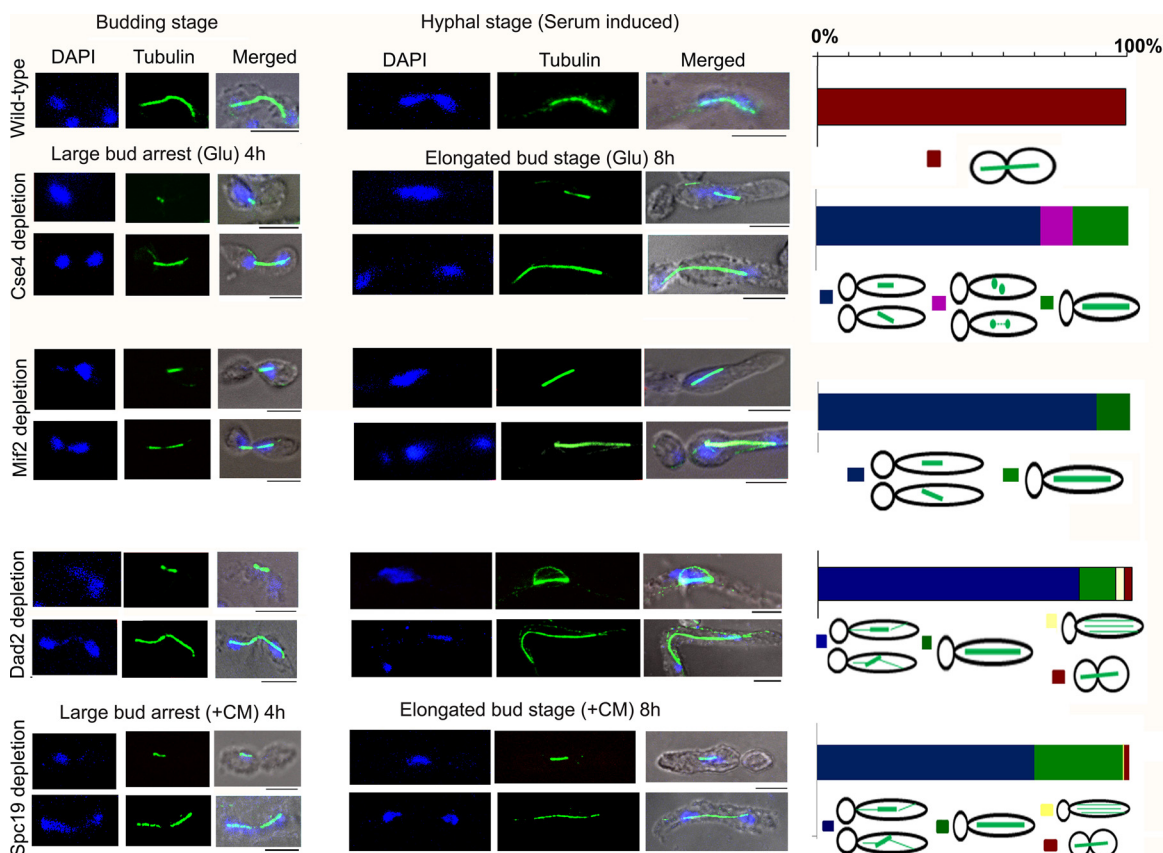 Budding stage
Hyphal stage (Serum induced)
0%
100%
DAPI
Tubulin
Merged
DAPI
Tubulin
Merged
Wild-type
Large bud arrest (Glu) 4h
Elongated bud stage (Glu) 8h
Cse4 depletion
Mif2 depletion
Dad2 depletion
Large bud arrest (+CM) 4h
Elongated bud stage (+CM) 8h
Spc19 depletion